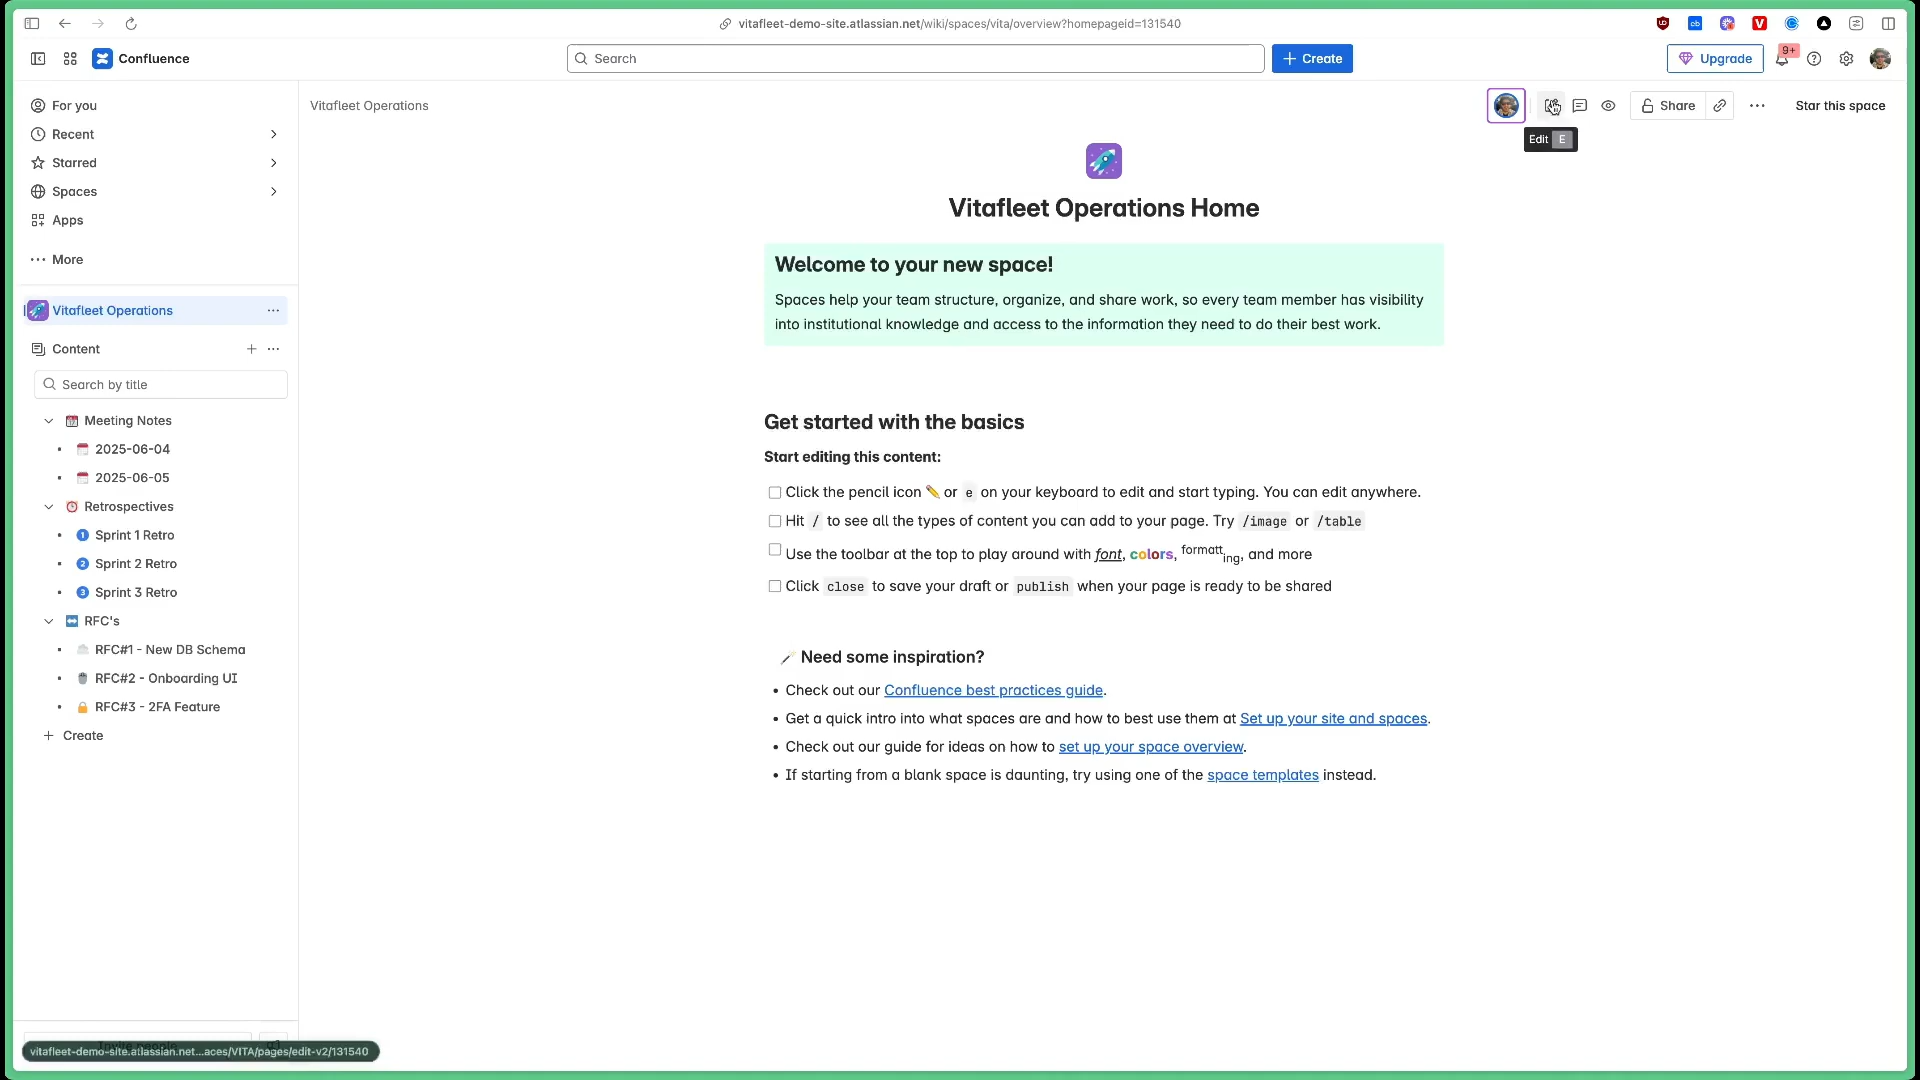 vitafleet-demo-site.atlassian.net/wiki/spaces/vita/overview?homepageid=131540
Confluence
Search
Create
Upgrade
9+
For you
Recent
Starred
Spaces
Apps
More
Vitafleet Operations
Content
Search by title
Meeting Notes
2025-06-04
2025-06-05
Retrospectives
1 Sprint 1 Retro
2 Sprint 2 Retro
3 Sprint 3 Retro
RFC's
RFC#1 - New DB Schema
RFC#2 - Onboarding UI
RFC#3 - 2FA Feature
Create
vitafleet-demo-site.atlassian.net...aces/VITA/pages/edit-v2/131540
Vitafleet Operations
Share
Star this space
Edit E
Vitafleet Operations Home
Welcome to your new space!
Spaces help your team structure, organize, and share work, so every team member has visibility
into institutional knowledge and access to the information they need to do their best work.
Get started with the basics
Start editing this content:
Click the pencil icon ✏️ or e on your keyboard to edit and start typing. You can edit anywhere.
Hit / to see all the types of content you can add to your page. Try /image or /table
Use the toolbar at the top to play around with font, colors, formatting, and more
Click close to save your draft or publish when your page is ready to be shared
Need some inspiration?
• Check out our Confluence best practices guide.
• Get a quick intro into what spaces are and how to best use them at Set up your site and spaces.
• Check out our guide for ideas on how to set up your space overview.
• If starting from a blank space is daunting, try using one of the space templates instead.